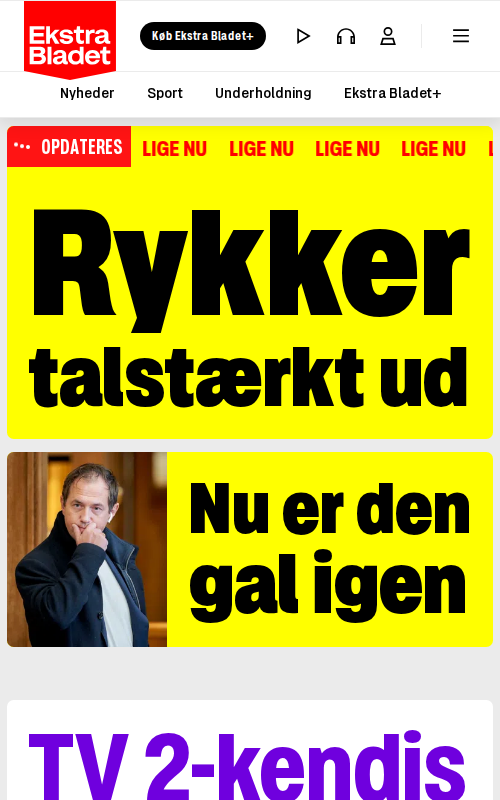 Ekstra
Bladet
Køb Ekstra Bladet+
Nyheder Sport Underholdning Ekstra Bladet+
OPDATERES LIGE NU LIGE NU LIGE NU LIGE NU
Rykker
talstærkt ud
Nu er den
gal igen
TV 2-kendis